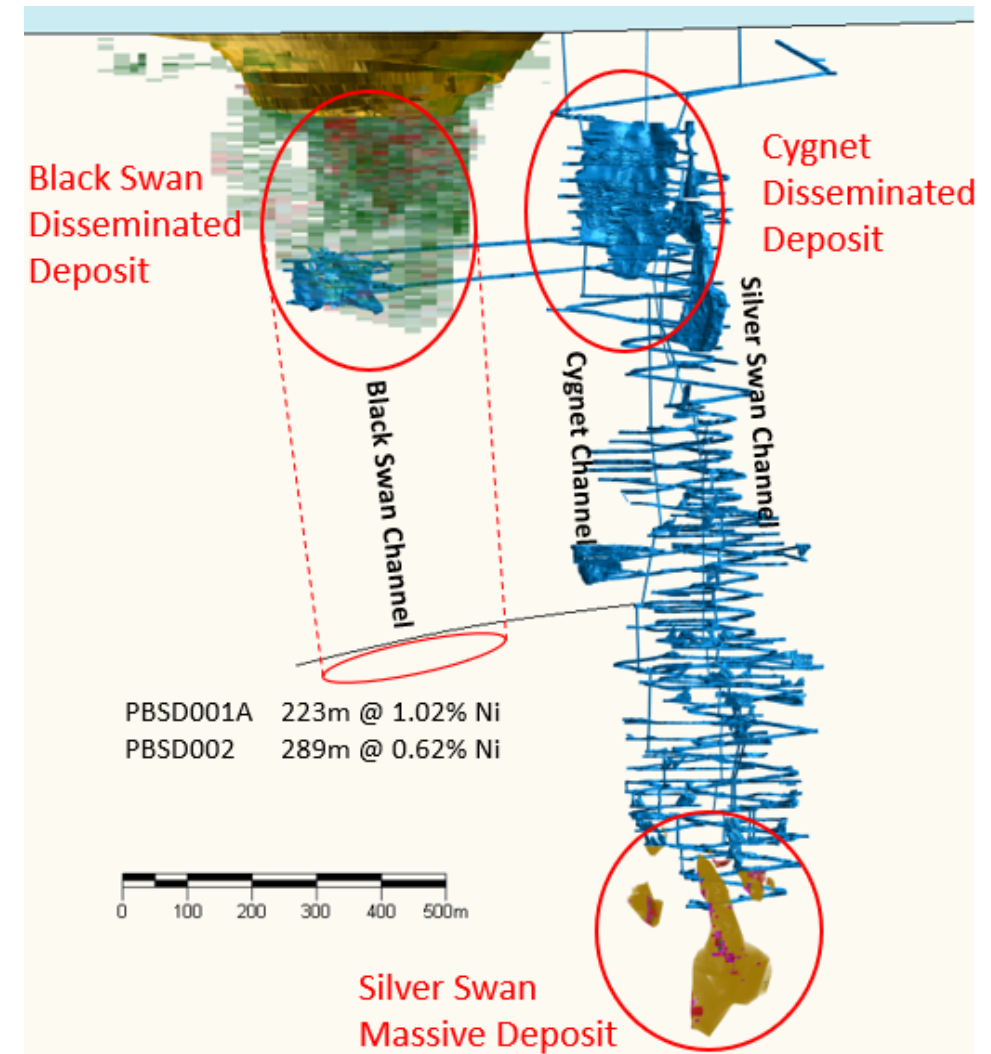 Black Swan
Disseminated
Deposit
Cygnet
Disseminated
Deposit
Silver Swan Channel
Cygnet Channel
Black Swan Channel
PBSD001A 223m @ 1.02% Ni
PBSD002 289m @ 0.62% Ni
0 100 200 300 400 500m
Silver Swan
Massive Deposit